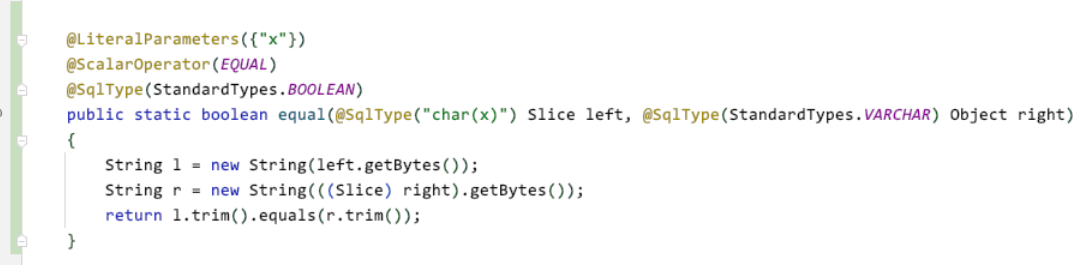 @LiteralParameters({"x"})
@ScalarOperator(EQUAL)
@SqlType(StandardTypes.BOOLEAN)
public static boolean equal(@SqlType("char(x)") Slice left, @SqlType(StandardTypes.VARCHAR) Object right)
{
    String l = new String(left.getBytes());
    String r = new String(((Slice) right).getBytes());
    return l.trim().equals(r.trim());
}